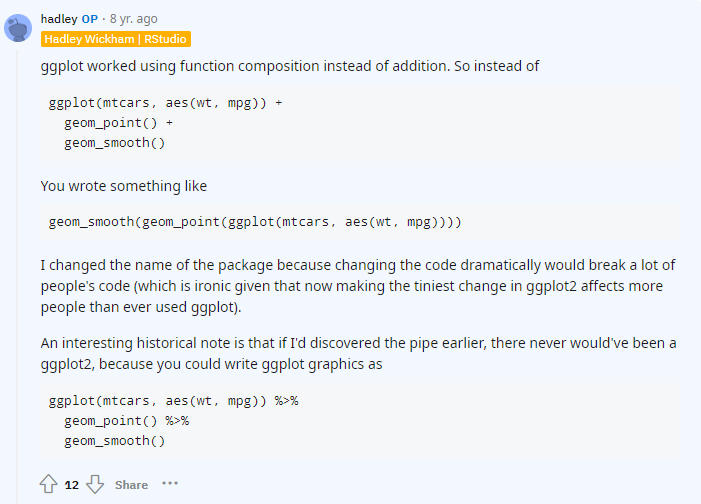 hadley OP · 8 yr. ago
Hadley Wickham | RStudio
ggplot worked using function composition instead of addition. So instead of
ggplot(mtcars, aes(wt, mpg)) +
  geom_point() +
  geom_smooth()
You wrote something like
geom_smooth(geom_point(ggplot(mtcars, aes(wt, mpg))))
I changed the name of the package because changing the code dramatically would break a lot of
people's code (which is ironic given that now making the tiniest change in ggplot2 affects more
people than ever used ggplot).
An interesting historical note is that if I'd discovered the pipe earlier, there never would've been a
ggplot2, because you could write ggplot graphics as
ggplot(mtcars, aes(wt, mpg)) %>%
  geom_point() %>%
  geom_smooth()
12 Share ···